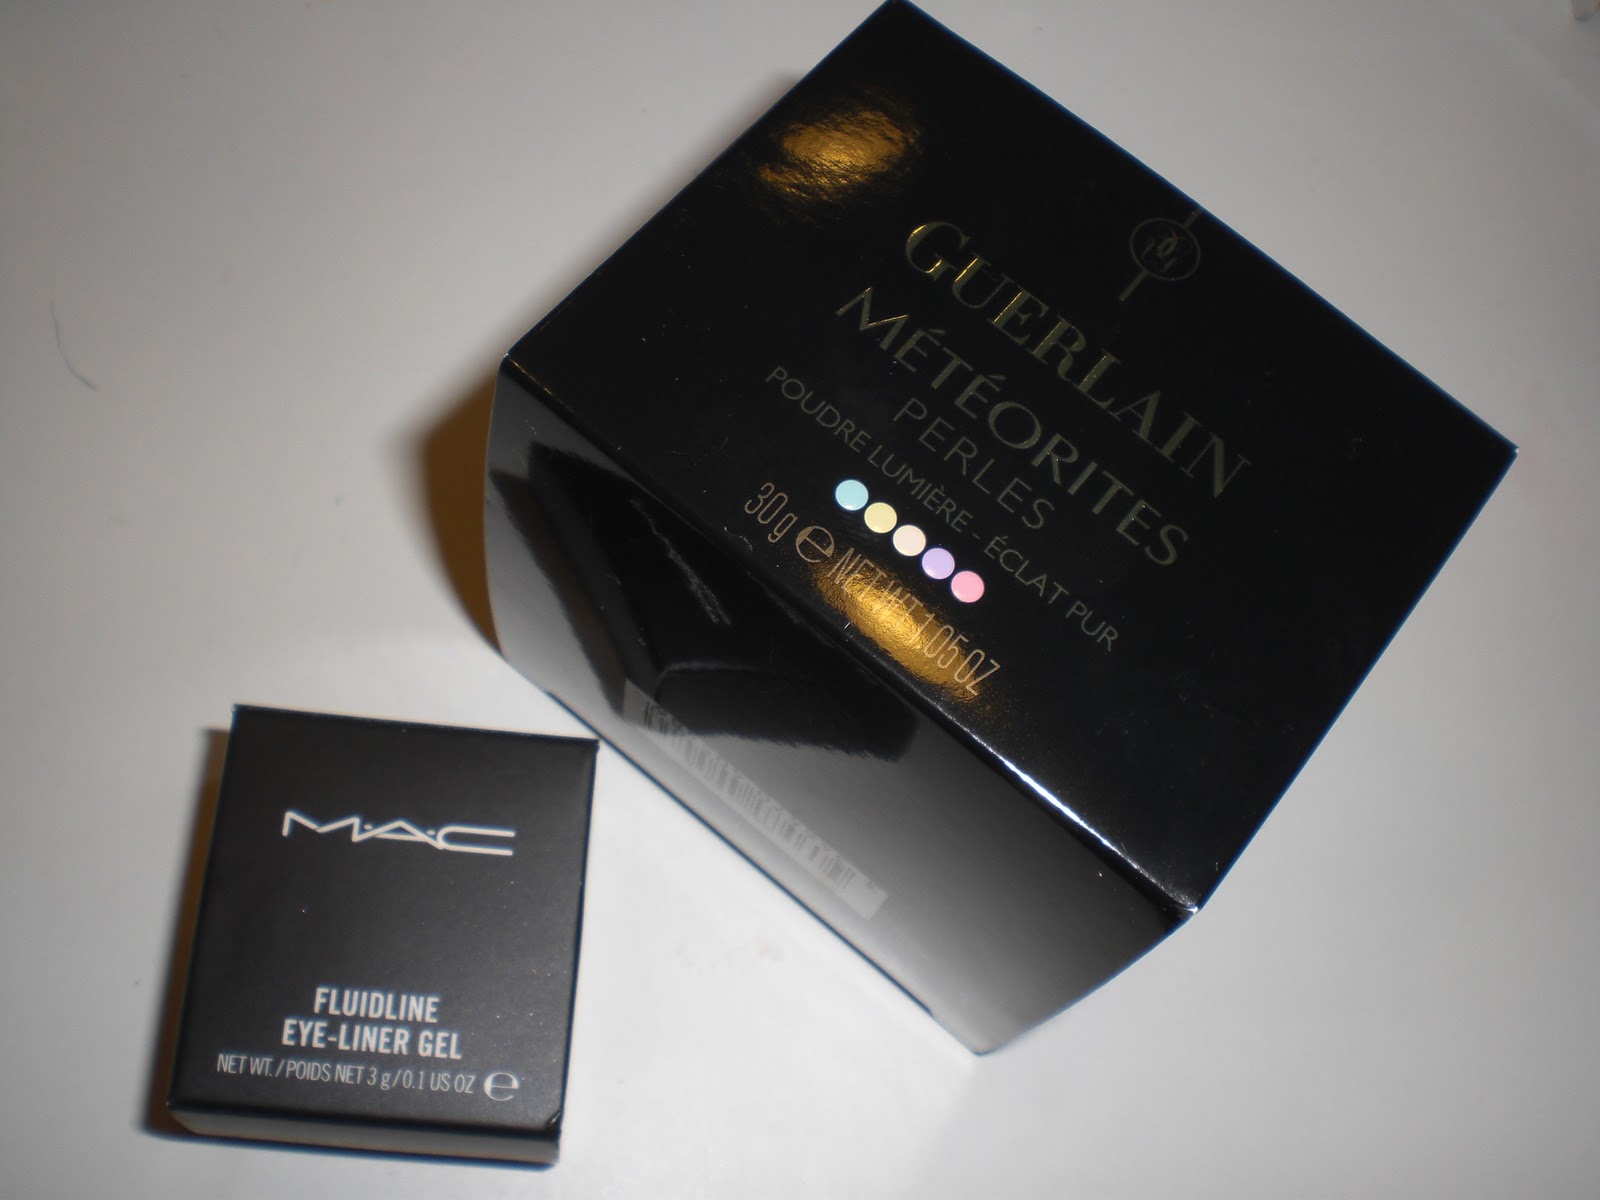 GUERLAIN
MÉTÉORITES
PERLES
POUDRE LUMIÈRE - ÉCLAT PUR
30g e NET WT. 1.05 OZ
M·A·C
FLUIDLINE
EYE-LINER GEL
NET WT. / POIDS NET 3 g / 0.1 US OZ e